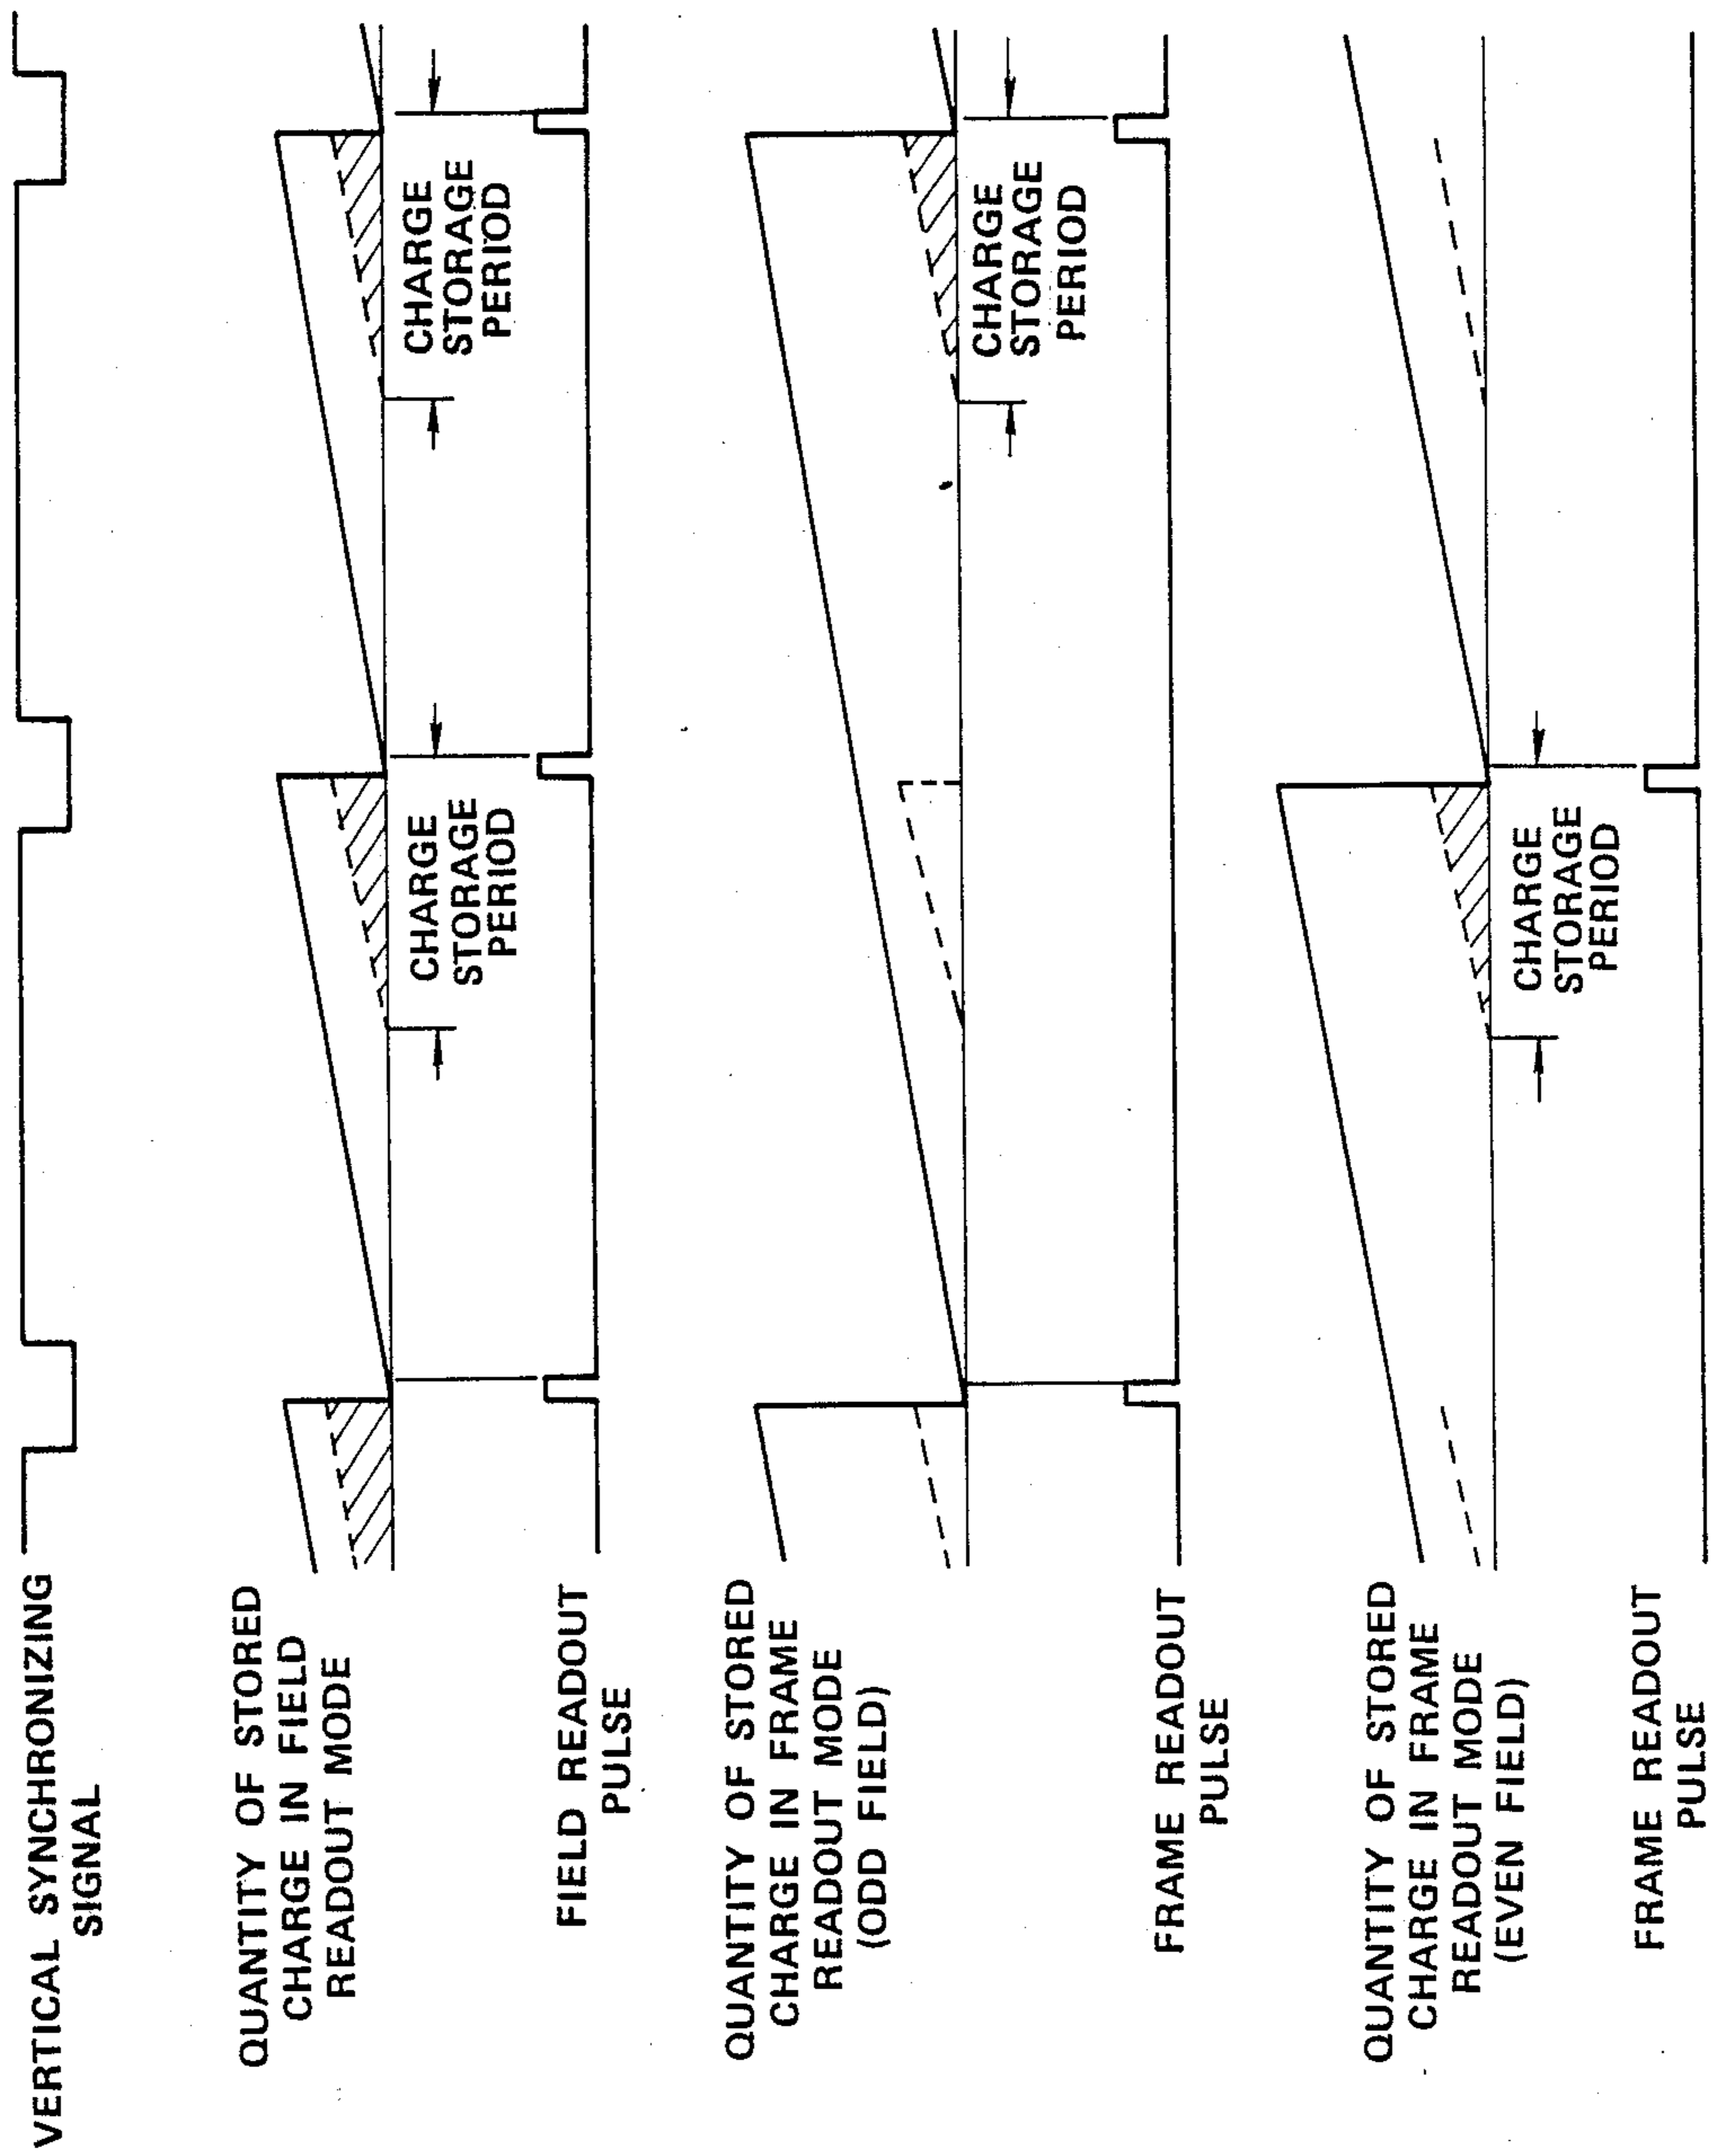 VERTICAL SYNCHRONIZING
SIGNAL
QUANTITY OF STORED
CHARGE IN FIELD
READOUT MODE
CHARGE
STORAGE
PERIOD
CHARGE
STORAGE
PERIOD
FIELD READOUT
PULSE
QUANTITY OF STORED
CHARGE IN FRAME
READOUT MODE
(ODD FIELD)
CHARGE
STORAGE
PERIOD
FRAME READOUT
PULSE
QUANTITY OF STORED
CHARGE IN FRAME
READOUT MODE
(EVEN FIELD)
CHARGE
STORAGE
PERIOD
FRAME READOUT
PULSE